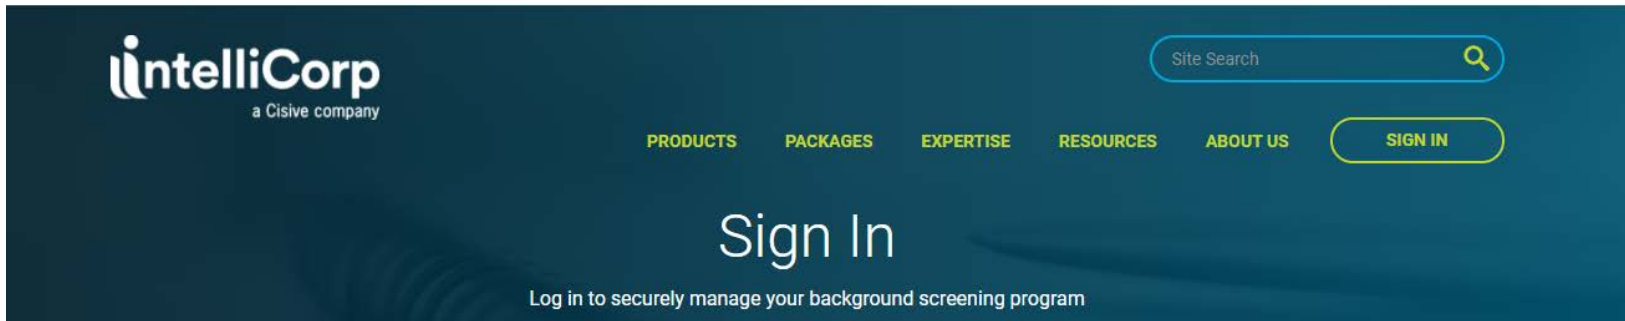 intelliCorp
a Cisive company
Site Search
PRODUCTS PACKAGES EXPERTISE RESOURCES ABOUT US SIGN IN
Sign In
Log in to securely manage your background screening program